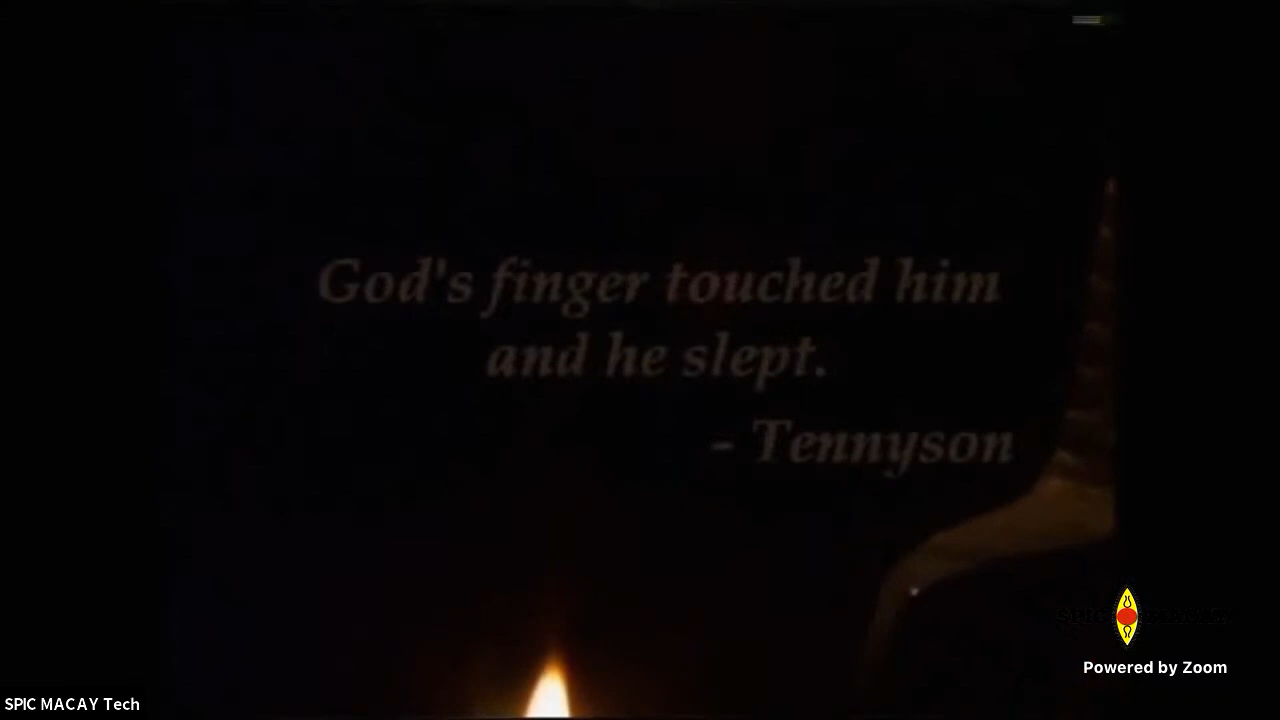 God's finger touched him
and he slept.
- Tennyson
Powered by Zoom
SPIC MACAY Tech